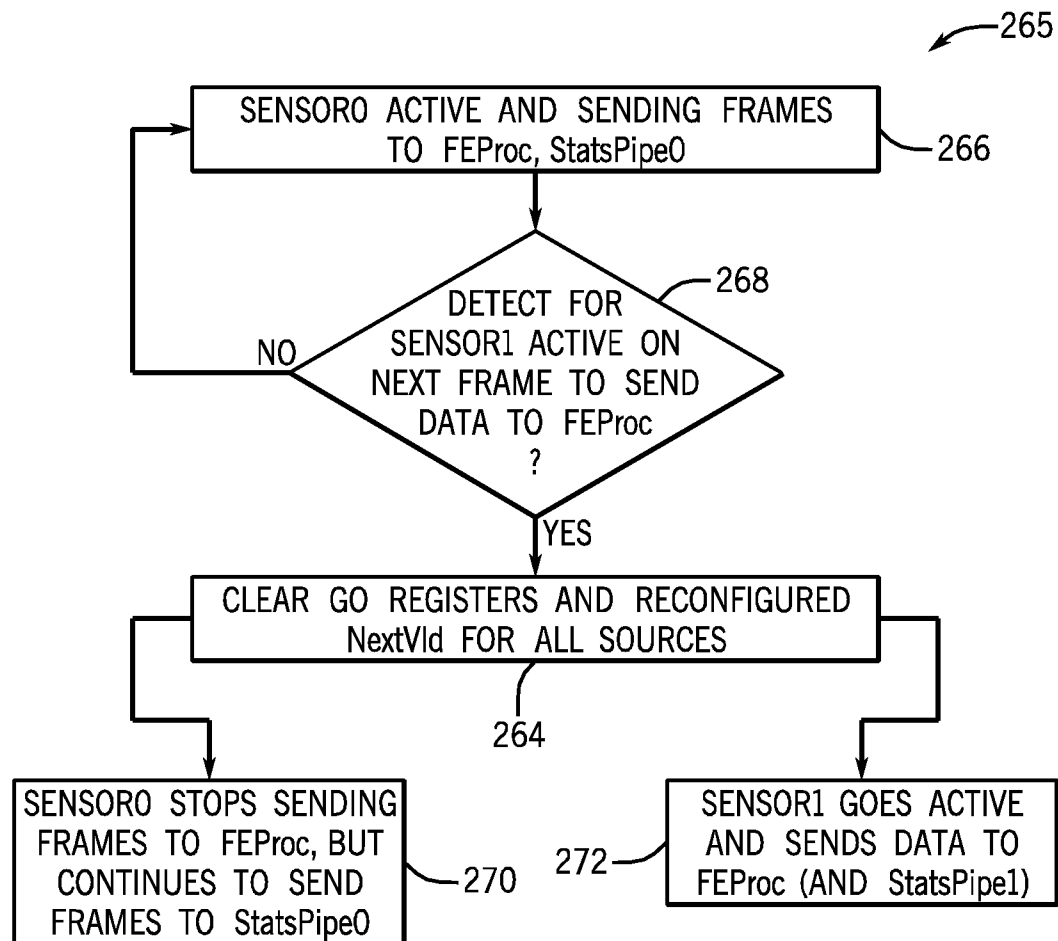 265
SENSOR0 ACTIVE AND SENDING FRAMES
TO FEProc, StatsPipe0
266
268
DETECT FOR
SENSOR1 ACTIVE ON
NEXT FRAME TO SEND
DATA TO FEProc
?
NO
YES
CLEAR GO REGISTERS AND RECONFIGURED
NextVld FOR ALL SOURCES
264
SENSOR0 STOPS SENDING
FRAMES TO FEProc, BUT
CONTINUES TO SEND
FRAMES TO StatsPipe0
270
SENSOR1 GOES ACTIVE
AND SENDS DATA TO
FEProc (AND StatsPipe1)
272